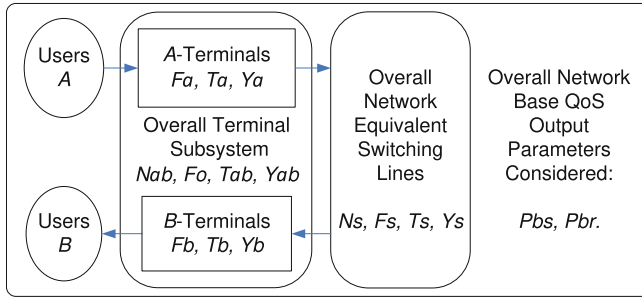 Users
A
A-Terminals
Fa, Ta, Ya
Overall Terminal
Subsystem
Nab, Fo, Tab, Yab
Users
B
B-Terminals
Fb, Tb, Yb
Overall
Network
Equivalent
Switching
Lines
Ns, Fs, Ts, Ys
Overall Network
Base QoS
Output
Parameters
Considered:
Pbs, Pbr.